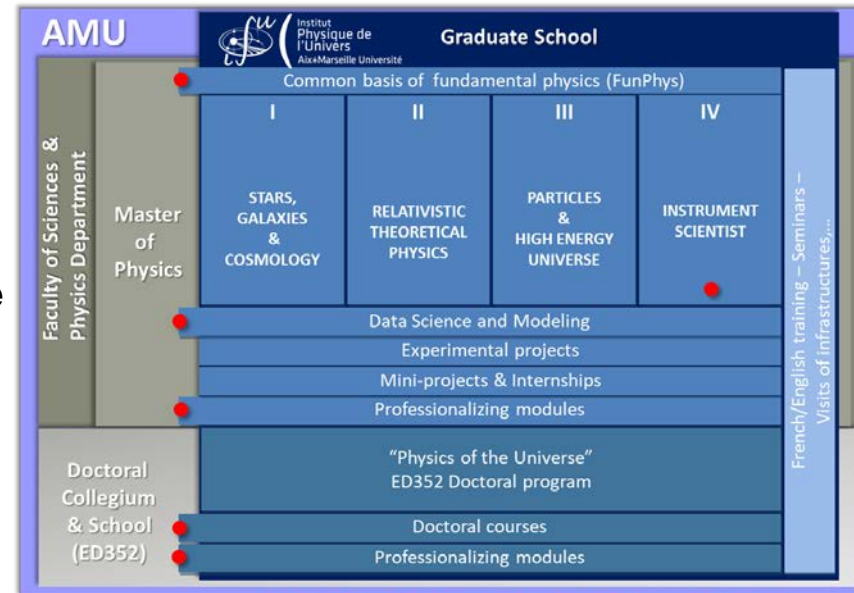 AMU
Institut
Physique de
l'Univers
Aix*Marseille Université
Graduate School
Common basis of fundamental physics (FunPhys)
Faculty of Sciences &
Physics Department
Master
of
Physics
I
STARS,
GALAXIES
&
COSMOLOGY
II
RELATIVISTIC
THEORETICAL
PHYSICS
III
PARTICLES
&
HIGH ENERGY
UNIVERSE
IV
INSTRUMENT
SCIENTIST
Data Science and Modeling
Experimental projects
Mini-projects & Internships
Professionalizing modules
French/English training – Seminars –
Visits of infrastructures,...
Doctoral
Collegium
& School
(ED352)
"Physics of the Universe"
ED352 Doctoral program
Doctoral courses
Professionalizing modules